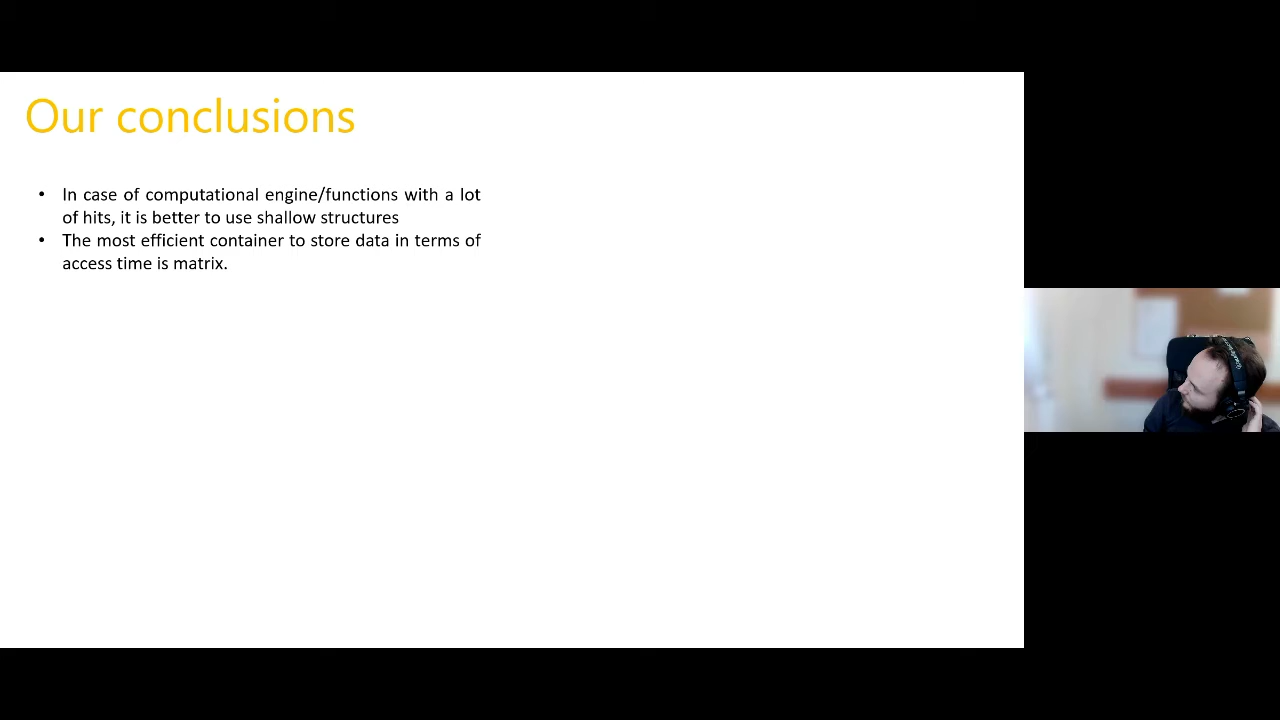 Our conclusions
• In case of computational engine/functions with a lot
of hits, it is better to use shallow structures
• The most efficient container to store data in terms of
access time is matrix.